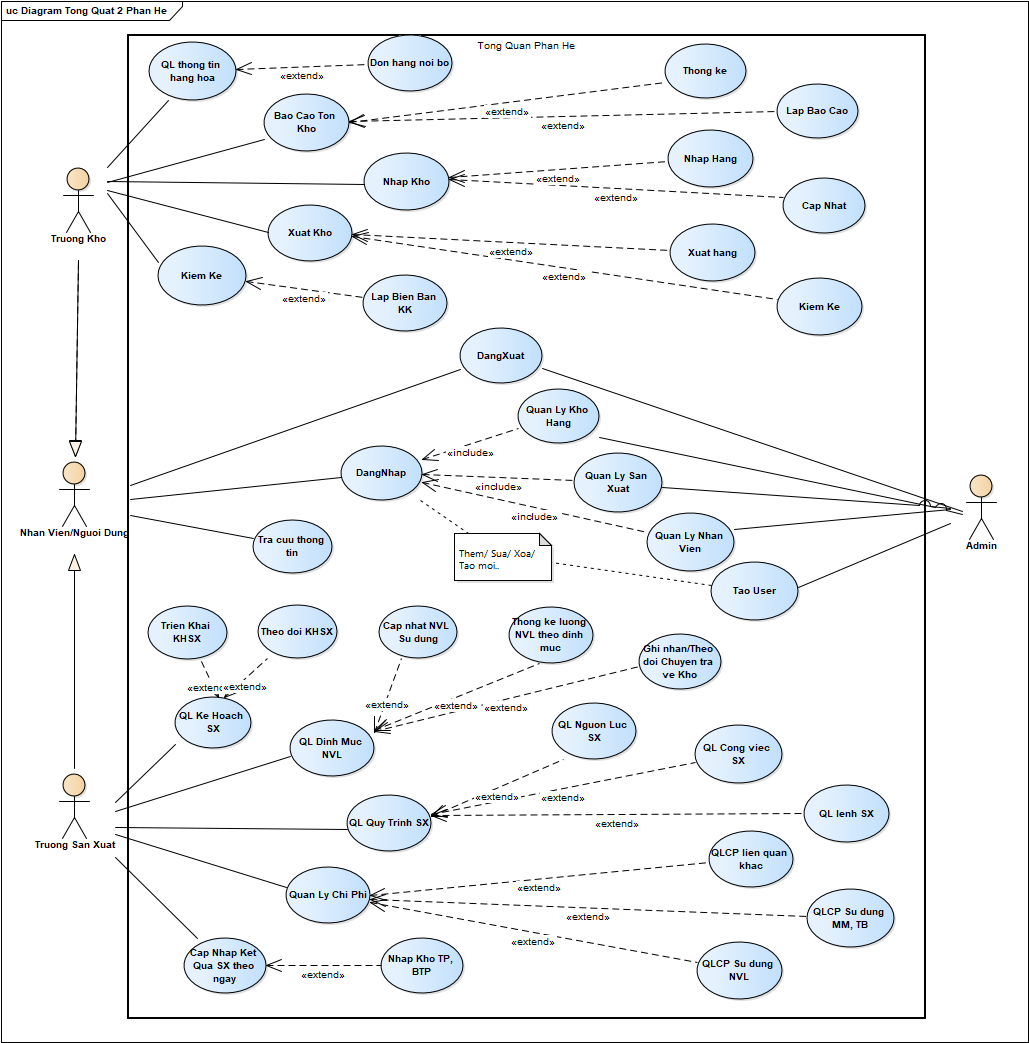 uc Diagram Tong Quat 2 Phan He
Tong Quan Phan He
QL thong tin
hang hoa
«extend»
Don hang noi bo
Thong ke
Bao Cao Ton
Kho
«extend»
«extend»
Lap Bao Cao
Nhap Hang
Nhap Kho
«extend»
«extend»
Cap Nhat
Truong Kho
Xuat Kho
«extend»
Xuat hang
«extend»
Kiem Ke
«extend»
Lap Bien Ban
KK
Kiem Ke
DangXuat
Quan Ly Kho
Hang
«include»
DangNhap
Quan Ly San
Xuat
«include»
«include»
Nhan Vien/Nguoi Dung
Quan Ly Nhan
Vien
Admin
Tra cuu thong
tin
Them/ Sua/ Xoa/
Tao moi..
Tao User
Trien Khai
KHSX
Theo doi KHSX
Cap nhat NVL
Su dung
Thong ke luong
NVL theo dinh
muc
Ghi nhan/Theo
doi Chuyen tra
ve Kho
«extend»
«extend»
«extend»
«extend»
«extend»
QL Ke Hoach
SX
QL Dinh Muc
NVL
QL Nguon Luc
SX
QL Cong viec
SX
«extend»
«extend»
QL lenh SX
QL Quy Trinh SX
«extend»
Truong San Xuat
QLCP lien quan
khac
«extend»
Quan Ly Chi Phi
«extend»
QLCP Su dung
MM, TB
«extend»
Cap Nhap Ket
Qua SX theo
ngay
«extend»
Nhap Kho TP,
BTP
QLCP Su dung
NVL